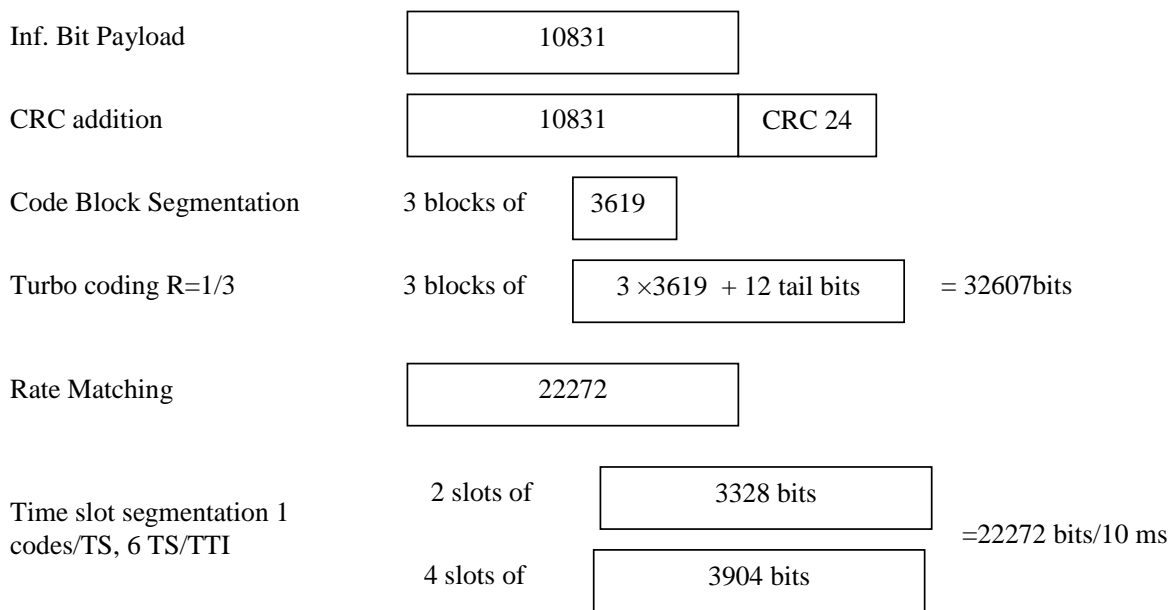 Inf. Bit Payload 10831
CRC addition 10831 CRC 24
Code Block Segmentation 3 blocks of 3619
Turbo coding R=1/3 3 blocks of 3 ×3619 + 12 tail bits = 32607bits
Rate Matching 22272
2 slots of 3328 bits
Time slot segmentation 1
codes/TS, 6 TS/TTI
=22272 bits/10 ms
4 slots of 3904 bits